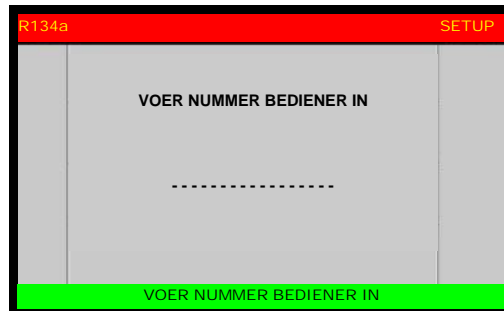 R134a SETUP
VOER NUMMER BEDIENER IN
-----------------
VOER NUMMER BEDIENER IN